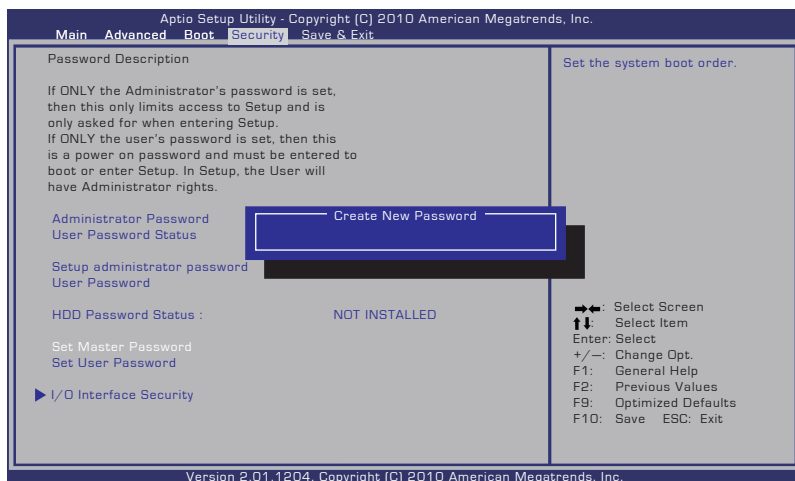 Aptio Setup Utility - Copyright (C) 2010 American Megatrends, Inc.
Main Advanced Boot Security Save & Exit
Password Description
If ONLY the Administrator's password is set,
then this only limits access to Setup and is
only asked for when entering Setup.
If ONLY the user's password is set, then this
is a power on password and must be entered to
boot or enter Setup. In Setup, the User will
have Administrator rights.
Administrator Password
User Password Status
Create New Password
Setup administrator password
User Password
HDD Password Status : NOT INSTALLED
Set Master Password
Set User Password
I/O Interface Security
Set the system boot order.
→←: Select Screen
↑↓: Select Item
Enter: Select
+/—: Change Opt.
F1: General Help
F2: Previous Values
F9: Optimized Defaults
F10: Save ESC: Exit
Version 2.01.1204. Copyright (C) 2010 American Megatrends, Inc.